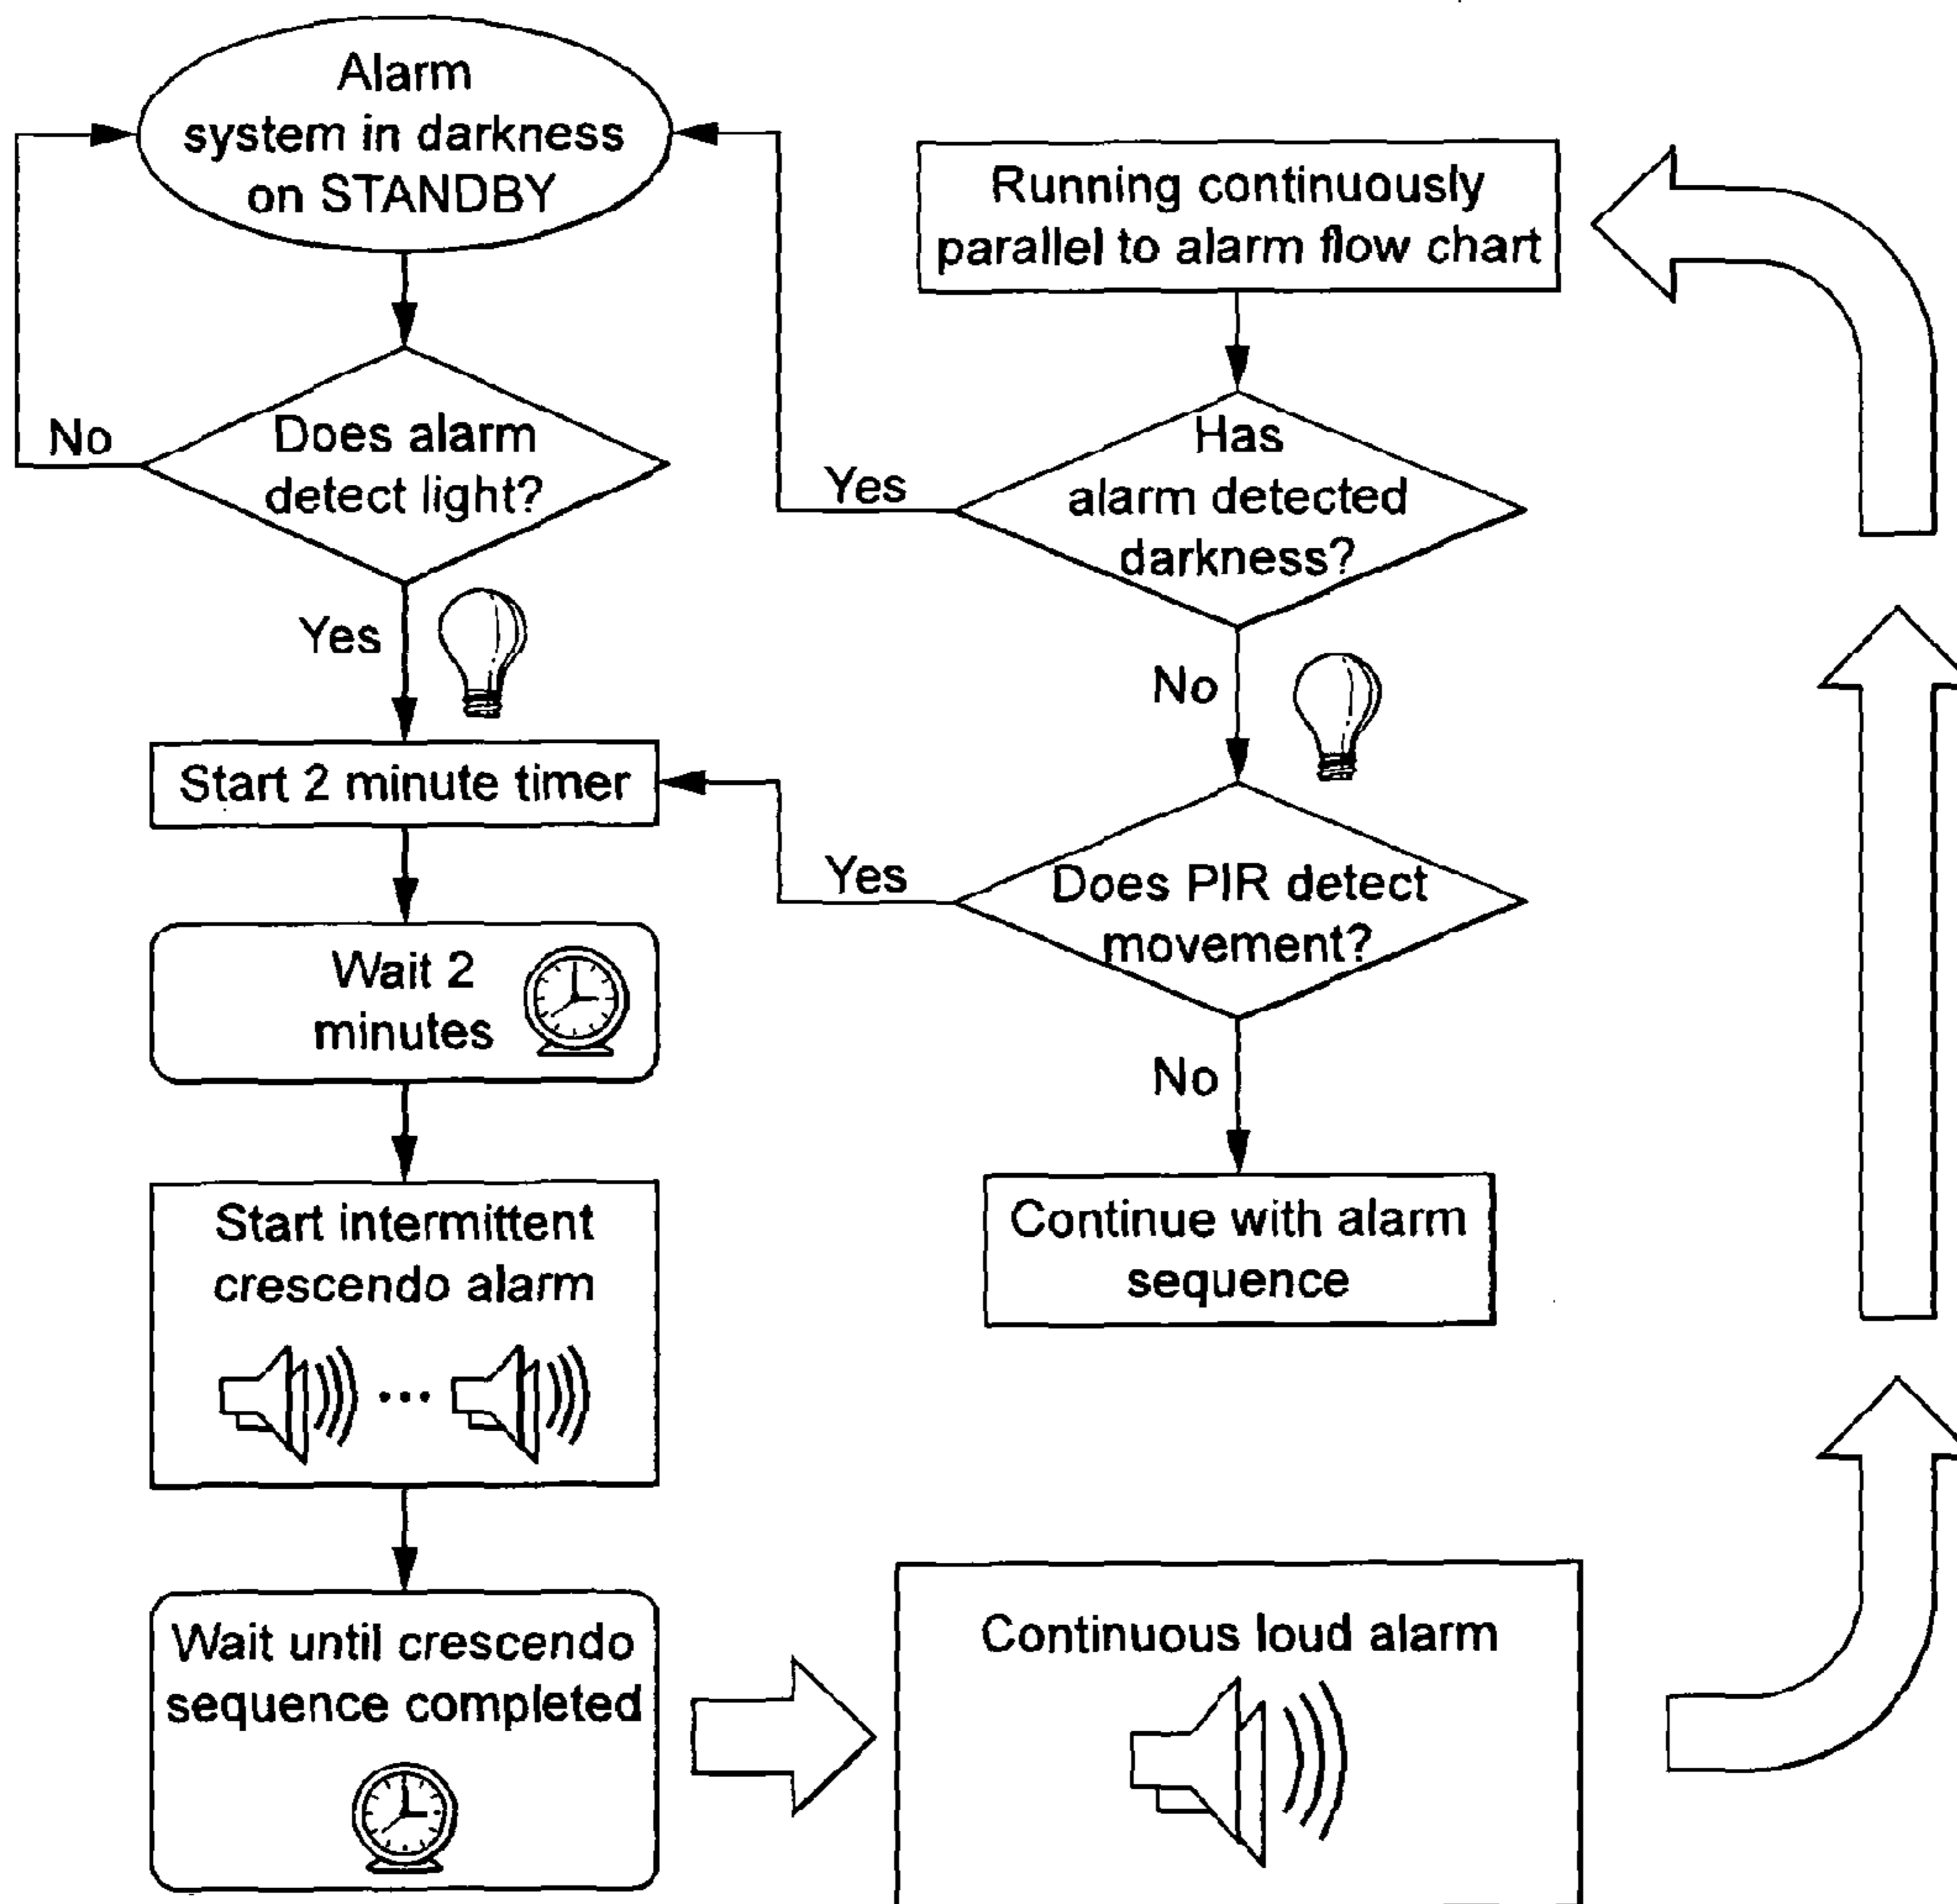 Alarm
system in darkness
on STANDBY
Does alarm
detect light?
No
Yes
Start 2 minute timer
Wait 2
minutes
Start intermittent
crescendo alarm
Wait until crescendo
sequence completed
Running continuously
parallel to alarm flow chart
Has
alarm detected
darkness?
Yes
No
Does PIR detect
movement?
Yes
No
Continue with alarm
sequence
Continuous loud alarm